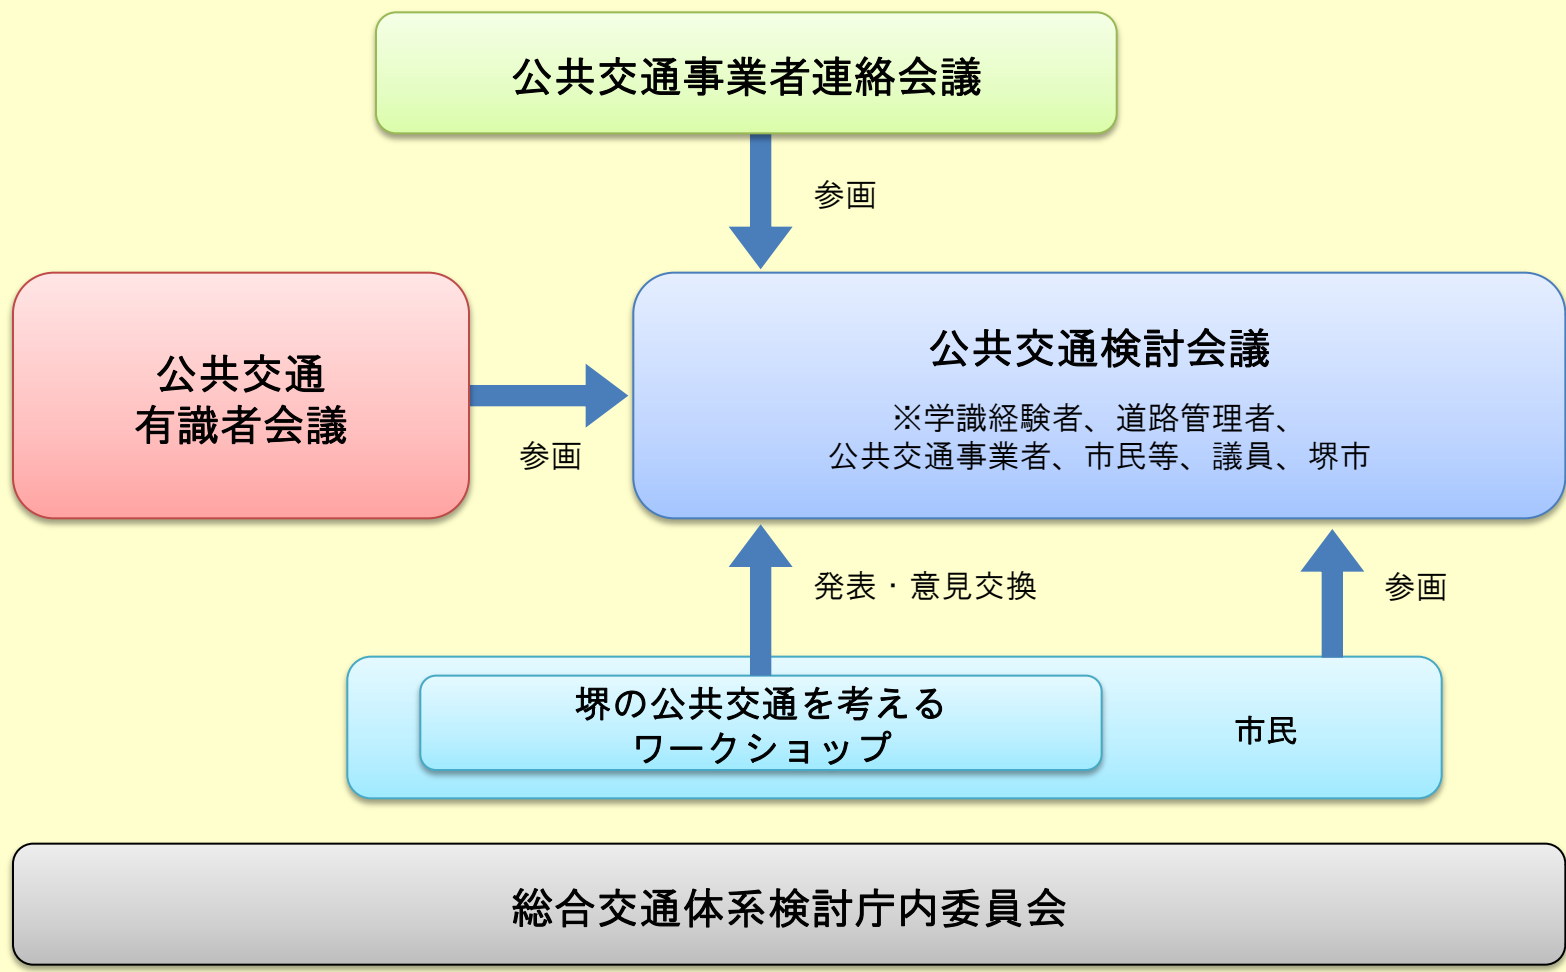 公共交通事業者連絡会議
参画
公共交通
有識者会議
参画
公共交通検討会議
※学識経験者、道路管理者、
公共交通事業者、市民等、議員、堺市
発表・意見交換
参画
堺の公共交通を考える
ワークショップ
市民
総合交通体系検討庁内委員会